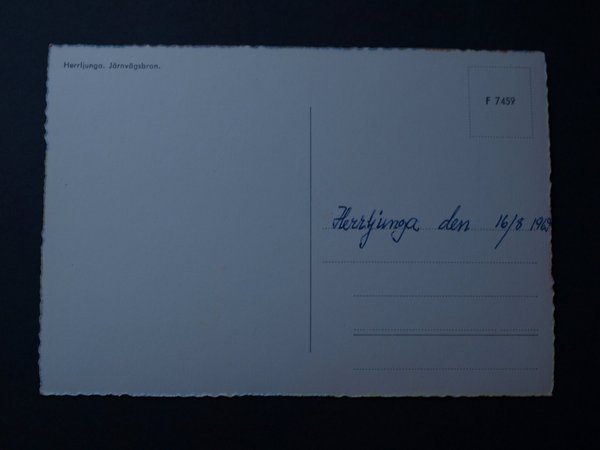 Herrljunga. Järnvägsbron.
F 7459
Herrljunga den 16/8